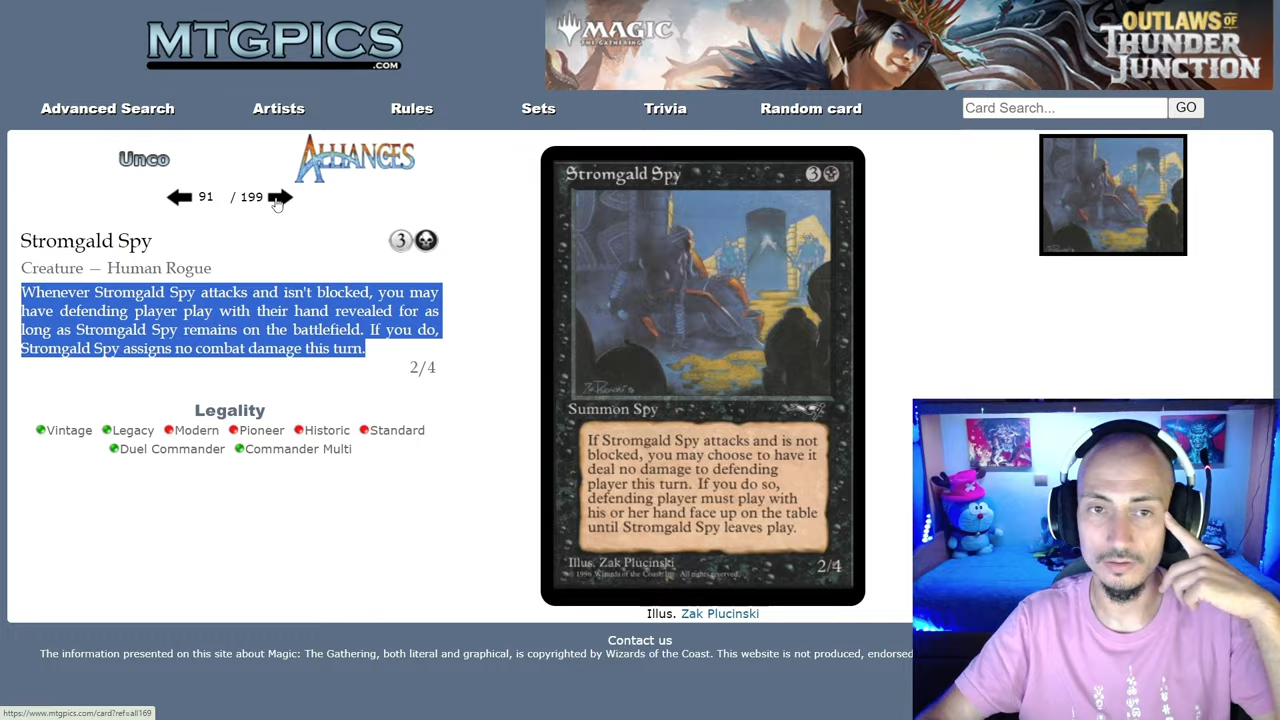 MTGPICS
.COM
MAGIC
THE GATHERING
OUTLAWS OF
THUNDER
JUNCTION
Advanced Search
Artists
Rules
Sets
Trivia
Random card
Card Search...
GO
Unco
ALLIANCES
91 / 199
Stromgald Spy
3
Creature — Human Rogue
Whenever Stromgald Spy attacks and isn't blocked, you may
have defending player play with their hand revealed for as
long as Stromgald Spy remains on the battlefield. If you do,
Stromgald Spy assigns no combat damage this turn.
2/4
Legality
Vintage Legacy Modern Pioneer Historic Standard
Duel Commander Commander Multi
Stromgald Spy
3
Summon Spy
If Stromgald Spy attacks and is not
blocked, you may choose to have it
deal no damage to defending
player this turn. If you do so,
defending player must play with
his or her hand face up on the table
until Stromgald Spy leaves play.
Illus. Zak Plucinski
© 1996 Wizards of the Coast, Inc. All rights reserved.
2/4
Illus. Zak Plucinski
Contact us
The information presented on this site about Magic: The Gathering, both literal and graphical, is copyrighted by Wizards of the Coast. This website is not produced, endorsed
https://www.mtgpics.com/card?ref=all169